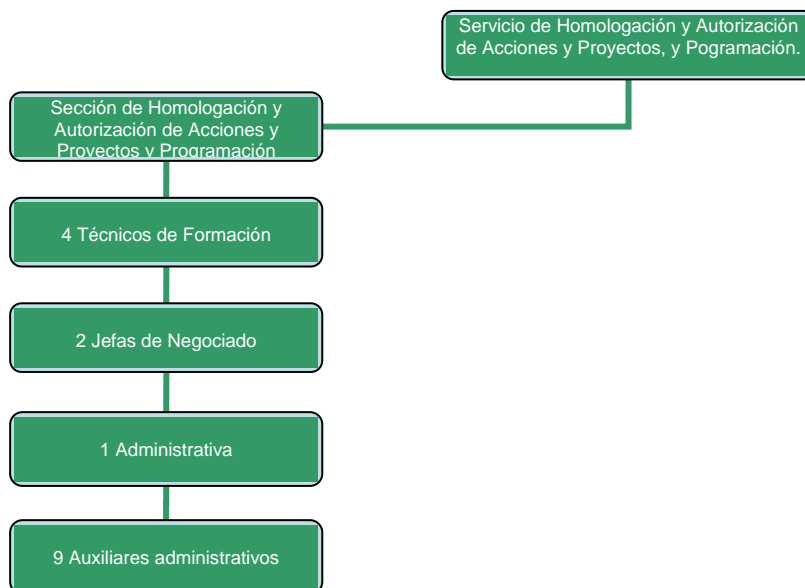 Servicio de Homologación y Autorización
de Acciones y Proyectos, y Pogramación.
Sección de Homologación y
Autorización de Acciones y
Proyectos y Programación
4 Técnicos de Formación
2 Jefas de Negociado
1 Administrativa
9 Auxiliares administrativos